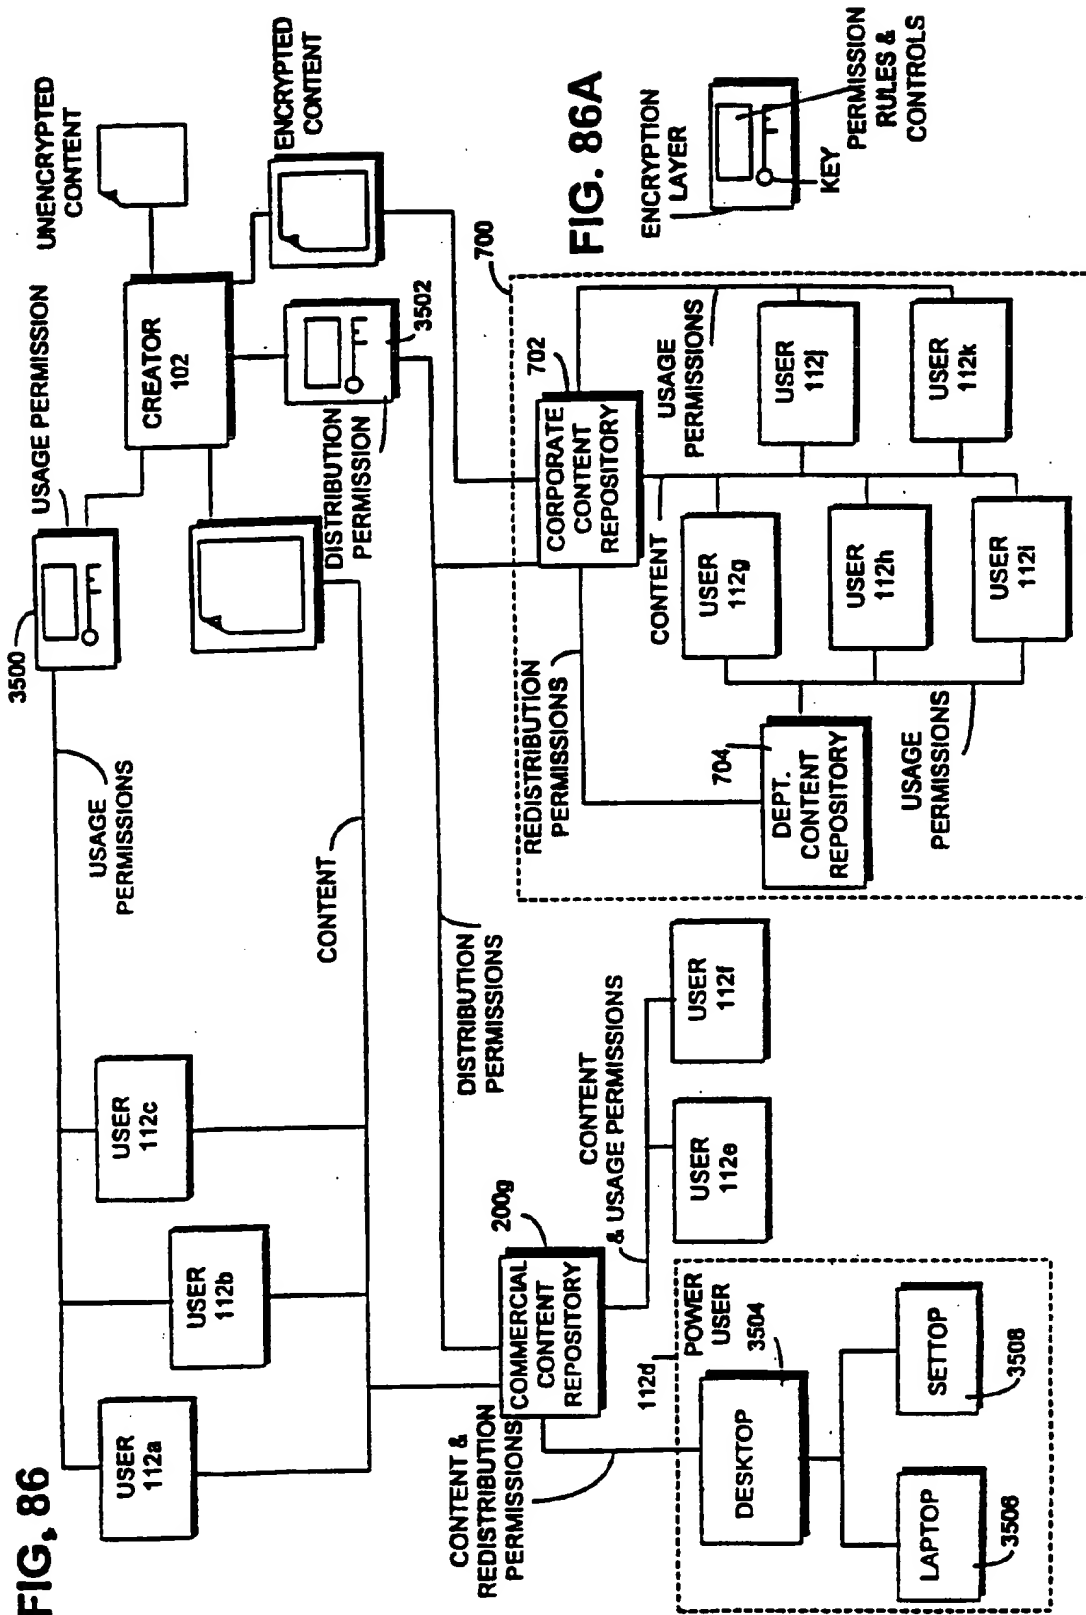 FIG. 86
USER
112a
USER
112b
USER
112c
USAGE
PERMISSIONS
3500
USAGE PERMISSION
CREATOR
102
UNENCRYPTED
CONTENT
ENCRYPTED
CONTENT
CONTENT
DISTRIBUTION
PERMISSION
3502
DISTRIBUTION
PERMISSIONS
CONTENT &
REDISTRIBUTION
PERMISSIONS
COMMERCIAL
CONTENT
REPOSITORY
200g
CONTENT
& USAGE PERMISSIONS
USER
112e
USER
112f
112d
POWER
USER
3504
DESKTOP
LAPTOP
3506
SETTOP
3508
700
702
CORPORATE
CONTENT
REPOSITORY
REDISTRIBUTION
PERMISSIONS
704
DEPT.
CONTENT
REPOSITORY
USAGE
PERMISSIONS
CONTENT
USER
112g
USER
112h
USER
112i
USAGE
PERMISSIONS
USER
112j
USER
112k
FIG. 86A
ENCRYPTION
LAYER
KEY
PERMISSION
RULES &
CONTROLS